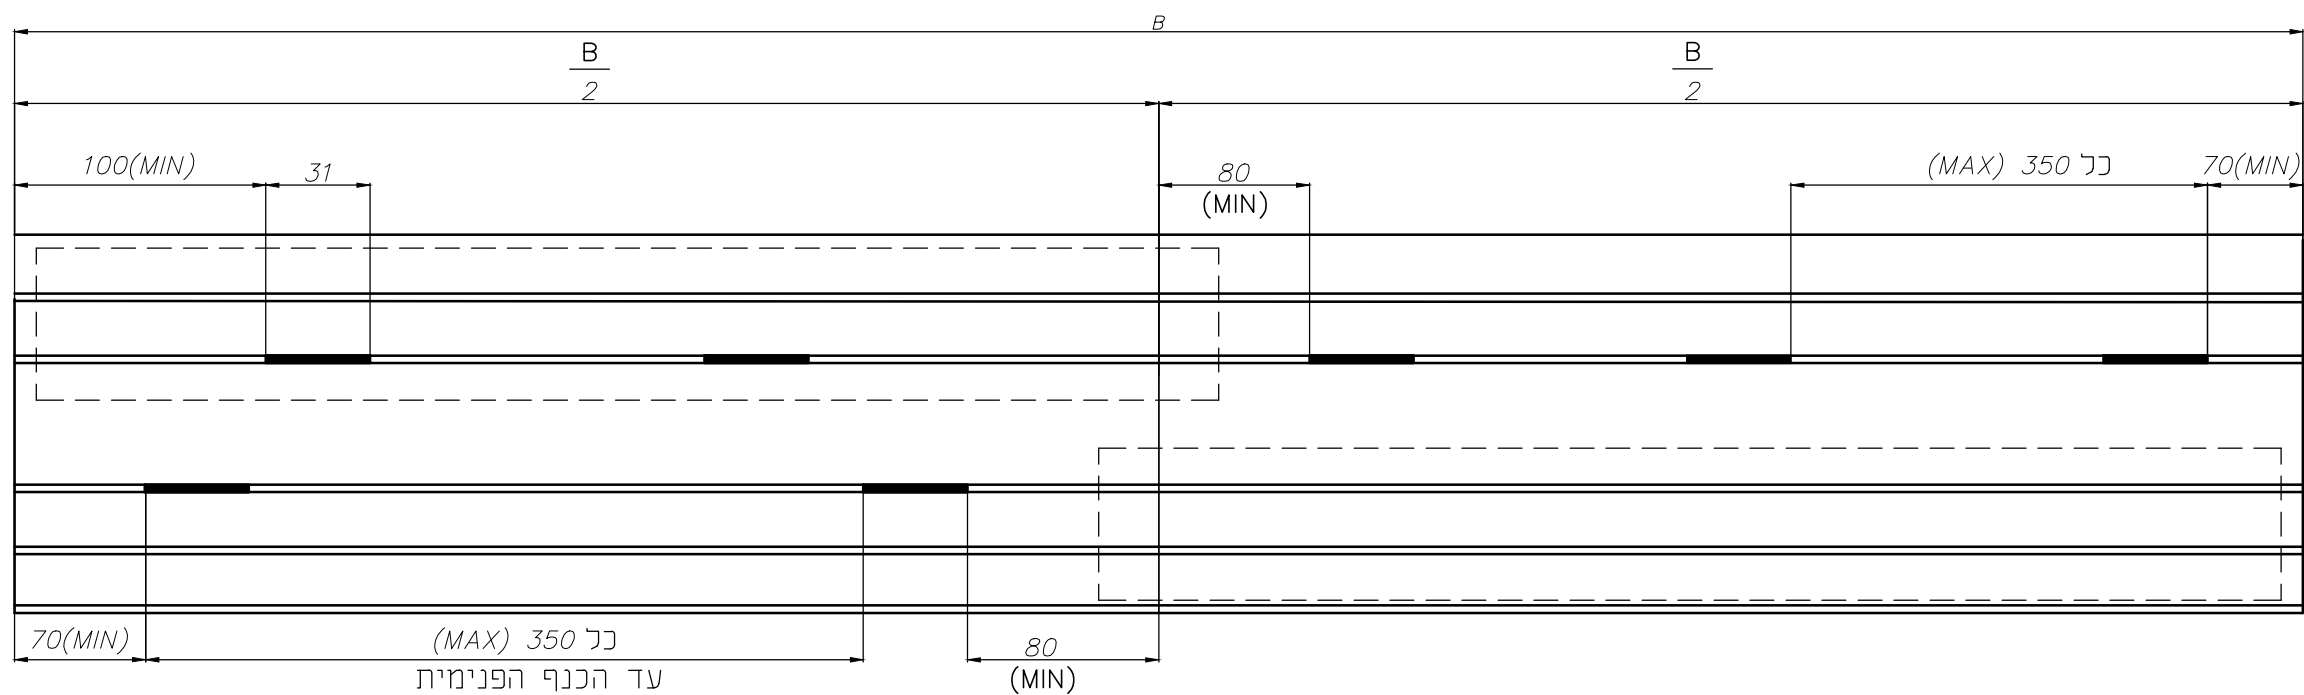 B
B
2
B
2
100(MIN)
31
80
(MIN)
כל 350 (MAX)
70(MIN)
70(MIN)
כל 350 (MAX)
עד הכנף הפנימית
80
(MIN)